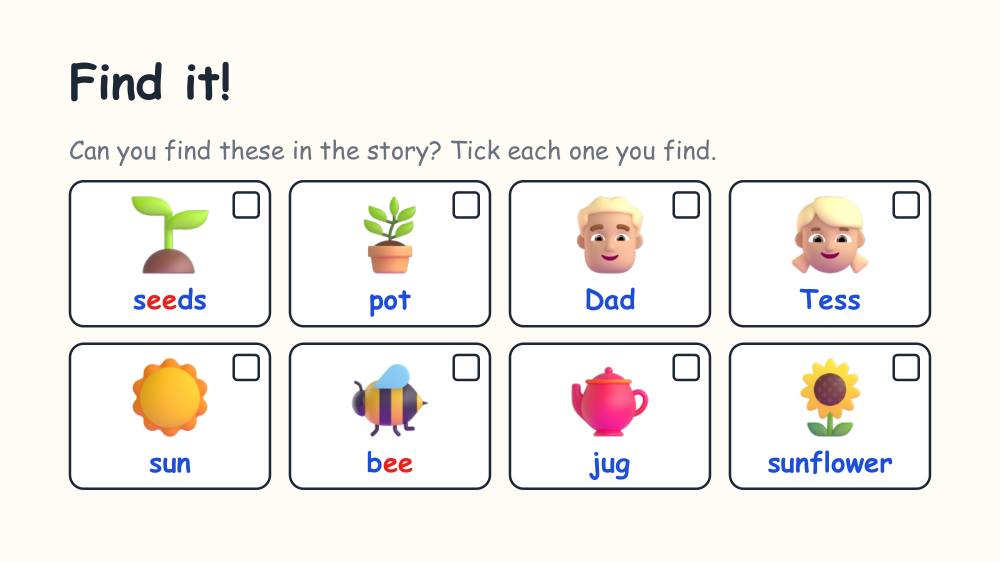 Find it!
Can you find these in the story? Tick each one you find.
seeds
pot
Dad
Tess
sun
bee
jug
sunflower